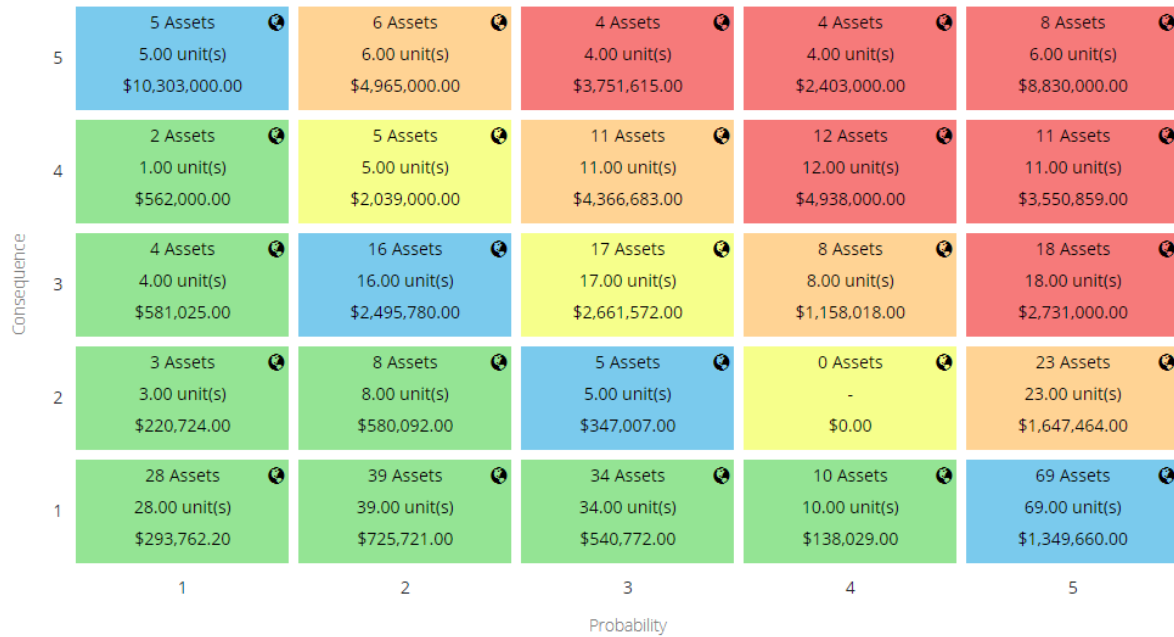 5 Assets
5.00 unit(s)
$10,303,000.00
6 Assets
6.00 unit(s)
$4,965,000.00
4 Assets
4.00 unit(s)
$3,751,615.00
4 Assets
4.00 unit(s)
$2,403,000.00
8 Assets
6.00 unit(s)
$8,830,000.00
5
2 Assets
1.00 unit(s)
$562,000.00
5 Assets
5.00 unit(s)
$2,039,000.00
11 Assets
11.00 unit(s)
$4,366,683.00
12 Assets
12.00 unit(s)
$4,938,000.00
11 Assets
11.00 unit(s)
$3,550,859.00
4
4 Assets
4.00 unit(s)
$581,025.00
16 Assets
16.00 unit(s)
$2,495,780.00
17 Assets
17.00 unit(s)
$2,661,572.00
8 Assets
8.00 unit(s)
$1,158,018.00
18 Assets
18.00 unit(s)
$2,731,000.00
3
Consequence
3 Assets
3.00 unit(s)
$220,724.00
8 Assets
8.00 unit(s)
$580,092.00
5 Assets
5.00 unit(s)
$347,007.00
0 Assets
-
$0.00
23 Assets
23.00 unit(s)
$1,647,464.00
2
28 Assets
28.00 unit(s)
$293,762.20
39 Assets
39.00 unit(s)
$725,721.00
34 Assets
34.00 unit(s)
$540,772.00
10 Assets
10.00 unit(s)
$138,029.00
69 Assets
69.00 unit(s)
$1,349,660.00
1
1 2 3 4 5
Probability